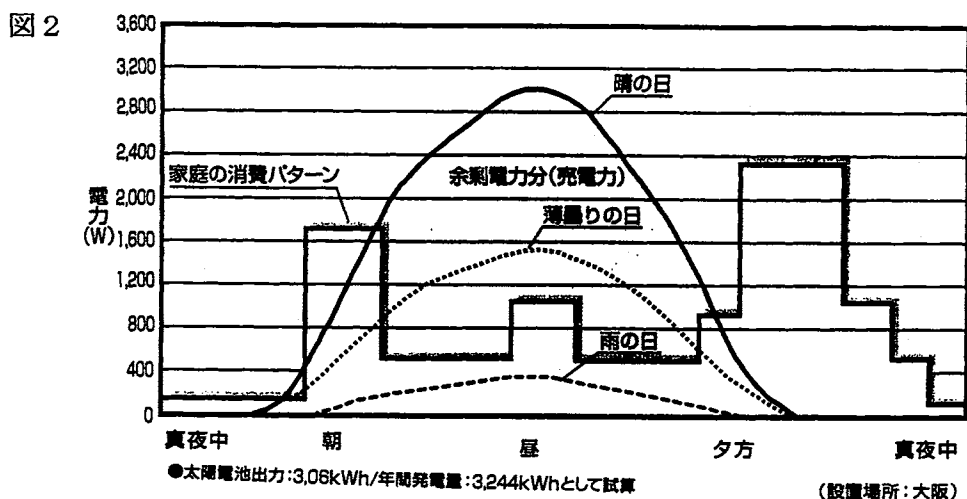 図2
3,600
3,200
2,800
2,400
2,000
1,600
1,200
800
400
0
電力
(W)
晴の日
家庭の消費パターン
余剰電力分(充電力)
薄曇りの日
雨の日
真夜中 朝 昼 夕方 真夜中
●太陽電池出力:3,06kWh/年間発電量:3,244kWhとして試算
(設置場所:大阪)